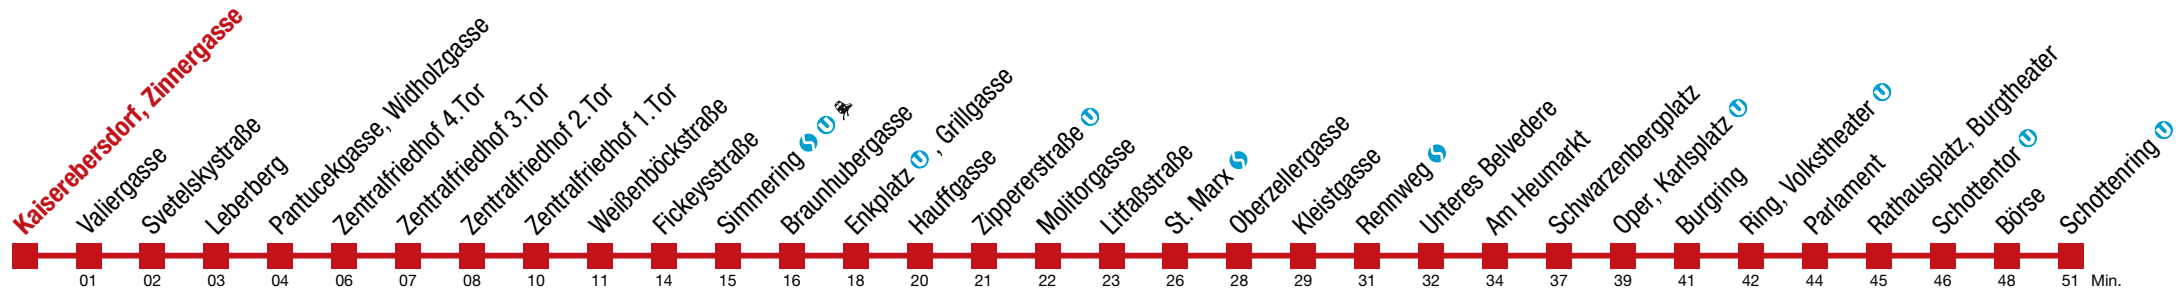 Kaiserebersdorf, Zinnergasse
Valiergasse
Svetelskystraße
Leberberg
Pantucekgasse, Widholzgasse
Zentralfriedhof 4.Tor
Zentralfriedhof 3.Tor
Zentralfriedhof 2.Tor
Zentralfriedhof 1.Tor
Weißenböckstraße
Fickeysstraße
Simmering S U
Braunhubergasse
Enkplatz U , Grillgasse
Hauffgasse
Zippererstraße U
Molitorgasse
Litfaßstraße
St. Marx S
Oberzellergasse
Kleistgasse
Rennweg S
Unteres Belvedere
Am Heumarkt
Schwarzenbergplatz
Oper, Karlsplatz U
Burgring
Ring, Volkstheater U
Parlament
Rathausplatz, Burgtheater
Schottentor U
Börse
Schottenring U
01 02 03 04 06 07 08 10 11 14 15 16 18 20 21 22 23 26 28 29 31 32 34 37 39 41 42 44 45 46 48 51 Min.